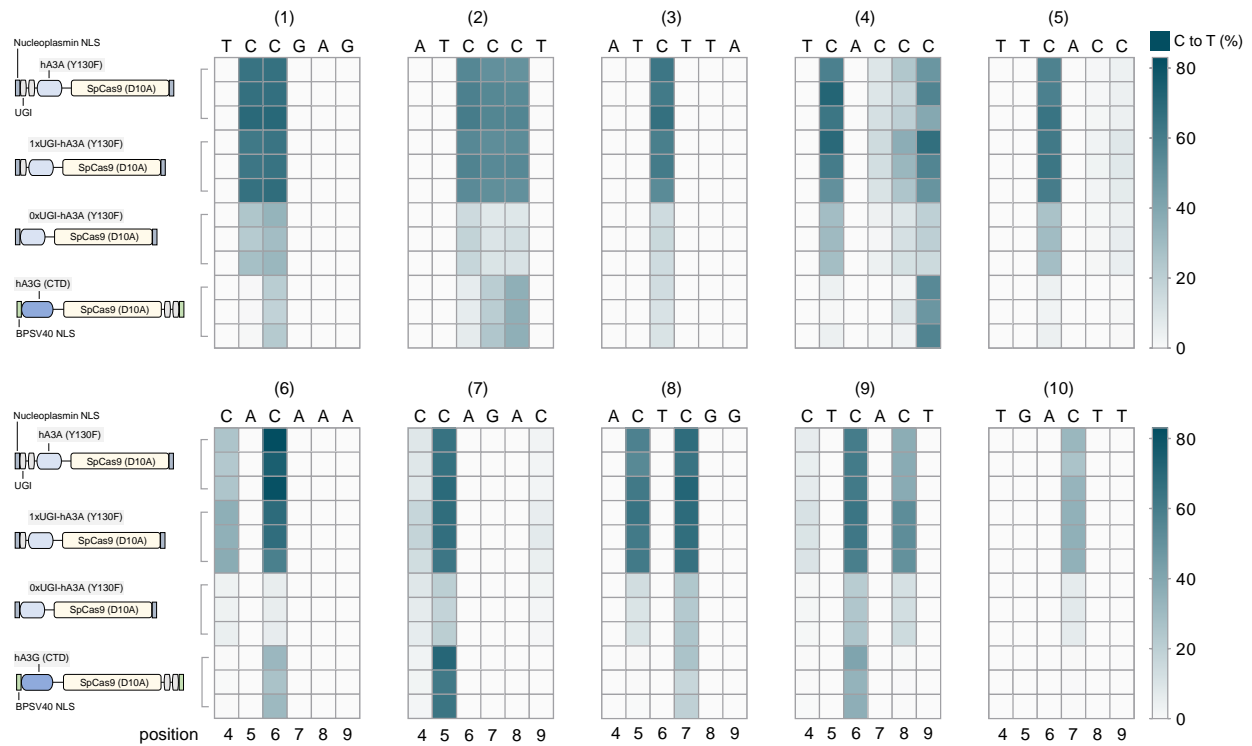 (1) (2) (3) (4) (5)
T C C G A G A T C C C T A T C T T A T C A C C C T T C A C C
C to T (%)
Nucleoplasmin NLS
hA3A (Y130F)
SpCas9 (D10A)
UGI
1xUGI-hA3A (Y130F)
SpCas9 (D10A)
0xUGI-hA3A (Y130F)
SpCas9 (D10A)
hA3G (CTD)
SpCas9 (D10A)
BPSV40 NLS
80
60
40
20
0
(6) (7) (8) (9) (10)
C A C A A A C C A G A C A C T C G G C T C A C T T G A C T T
Nucleoplasmin NLS
hA3A (Y130F)
SpCas9 (D10A)
UGI
1xUGI-hA3A (Y130F)
SpCas9 (D10A)
0xUGI-hA3A (Y130F)
SpCas9 (D10A)
hA3G (CTD)
SpCas9 (D10A)
BPSV40 NLS
80
60
40
20
0
position 4 5 6 7 8 9 4 5 6 7 8 9 4 5 6 7 8 9 4 5 6 7 8 9 4 5 6 7 8 9